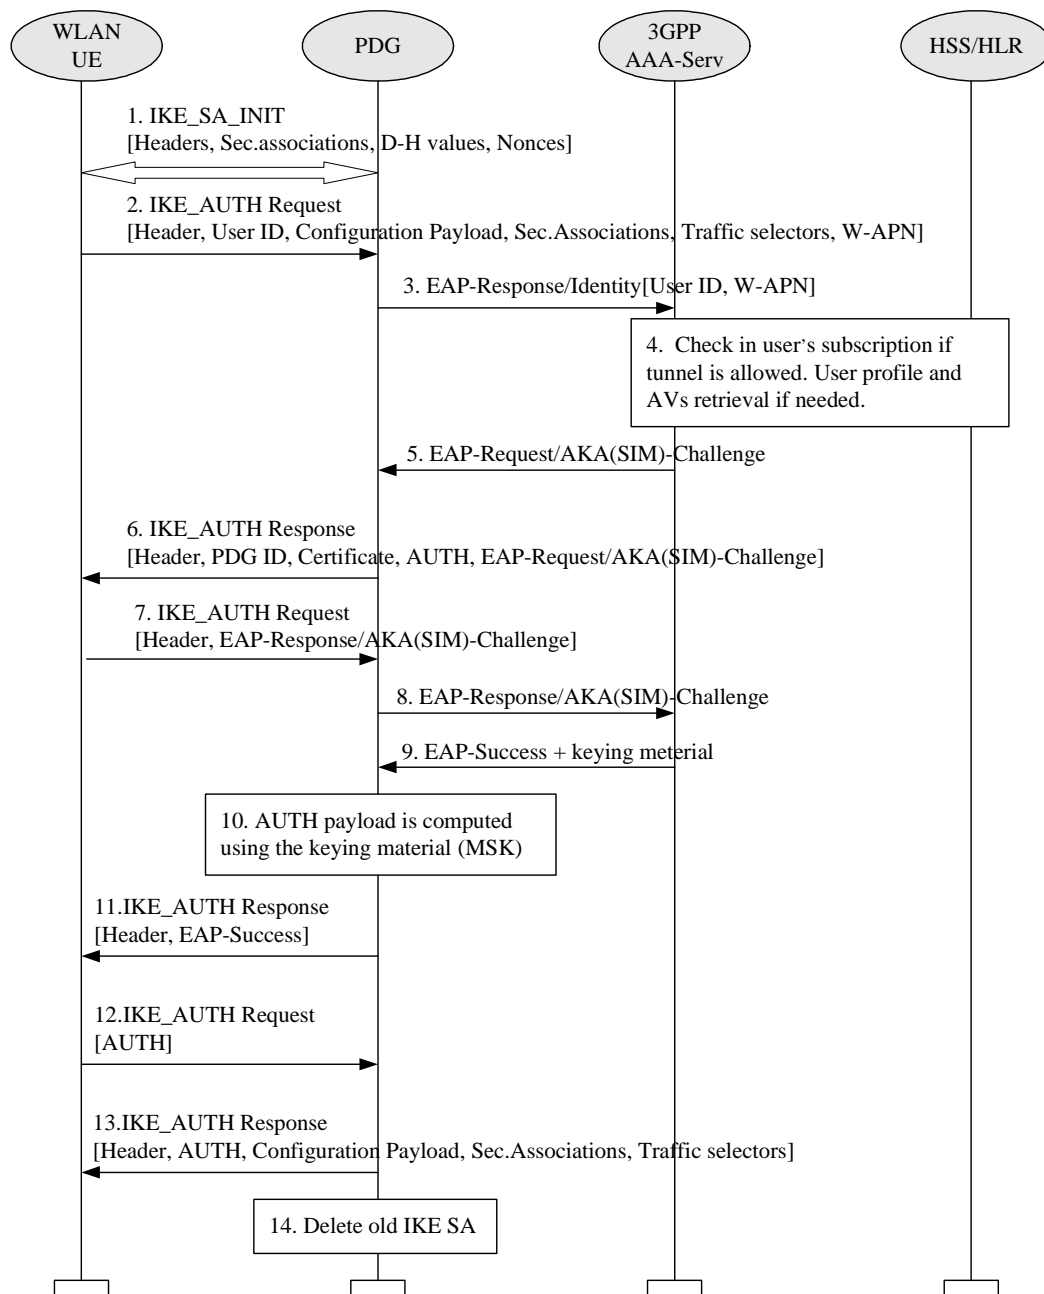 WLAN
UE
PDG
3GPP
AAA-Serv
HSS/HLR
1. IKE_SA_INIT
[Headers, Sec.associations, D-H values, Nonces]
2. IKE_AUTH Request
[Header, User ID, Configuration Payload, Sec.Associations, Traffic selectors, W-APN]
3. EAP-Response/Identity[User ID, W-APN]
4.  Check in user's subscription if
tunnel is allowed. User profile and
AVs retrieval if needed.
5. EAP-Request/AKA(SIM)-Challenge
6. IKE_AUTH Response
[Header, PDG ID, Certificate, AUTH, EAP-Request/AKA(SIM)-Challenge]
7. IKE_AUTH Request
[Header, EAP-Response/AKA(SIM)-Challenge]
8. EAP-Response/AKA(SIM)-Challenge
9. EAP-Success + keying meterial
10. AUTH payload is computed
using the keying material (MSK)
11.IKE_AUTH Response
[Header, EAP-Success]
12.IKE_AUTH Request
[AUTH]
13.IKE_AUTH Response
[Header, AUTH, Configuration Payload, Sec.Associations, Traffic selectors]
14. Delete old IKE SA